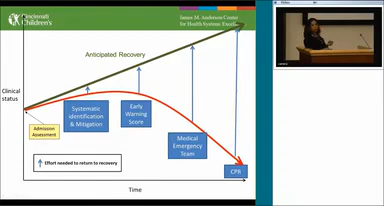 Cincinnati
Children's
James M. Anderson Center
for Health Systems Excellence
Anticipated Recovery
Clinical
status
Admission
Assessment
Systematic
identification
& Mitigation
Early
Warning
Score
Medical
Emergency
Team
CPR
Effort needed to return to recovery
Time